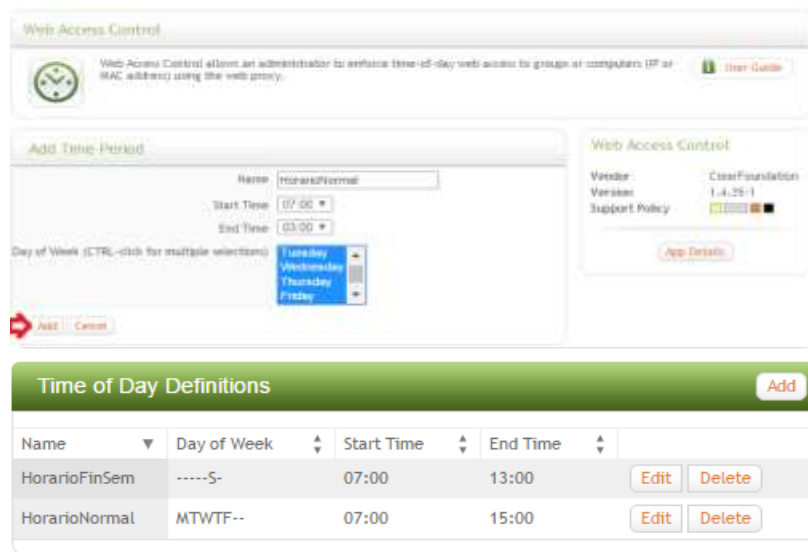 Web Access Control
Web Access Control allows an administrator to enforce time-of-day web access to groups or computers (IP or
MAC address) using the web proxy.
User Guide
Add Time Period
Name HorarioNormal
Start Time 07:00
End Time 03:00
Day of Week (CTRL-click for multiple selections) Tuesday
Wednesday
Thursday
Friday
Add Cancel
Web Access Control
Vendor ClearFoundation
Version 1.4.35-1
Support Policy
App Details
Time of Day Definitions Add
Name Day of Week Start Time End Time
HorarioFinSem -----S- 07:00 13:00 Edit Delete
HorarioNormal MTWTF-- 07:00 15:00 Edit Delete